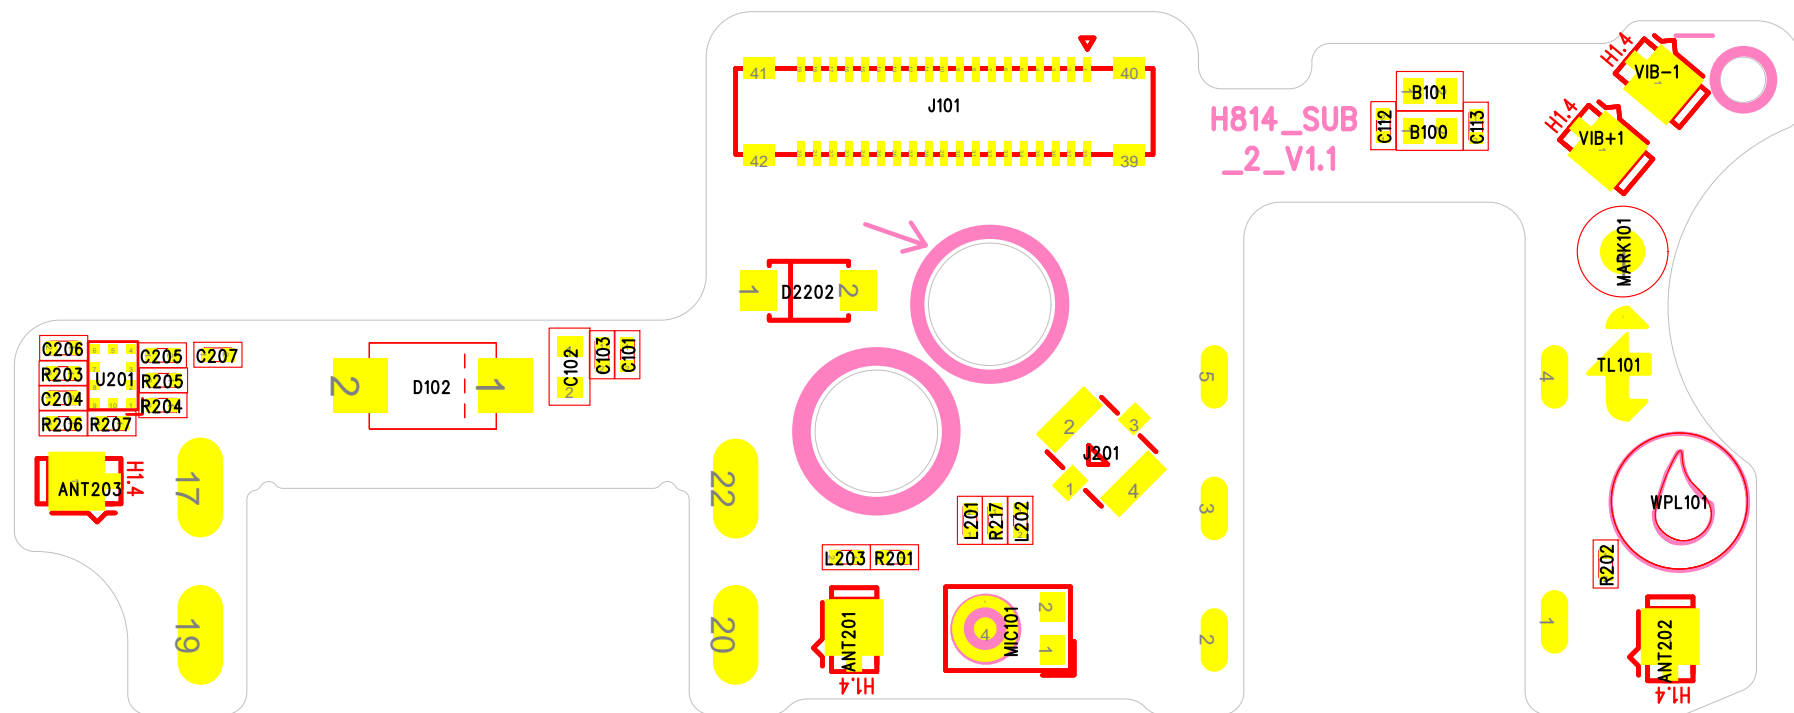 H1.4
VIB-1
41
40
J101
B101
H814_SUB
_2_V1.1
C112
B100
C113
H1.4
VIB+1
42
39
MARK101
1
D2202
2
C206
C205
C207
U201
R203
R205
C204
R204
R206
R207
2
D102
1
C102
2
C103
C101
5
4
TL101
2
3
J201
1
4
H1.4
ANT203
17
22
3
L201
R217
L202
WPL101
L203
R201
R202
19
20
ANT201
H1.4
4
MIC101
2
1
2
1
ANT202
H1.4